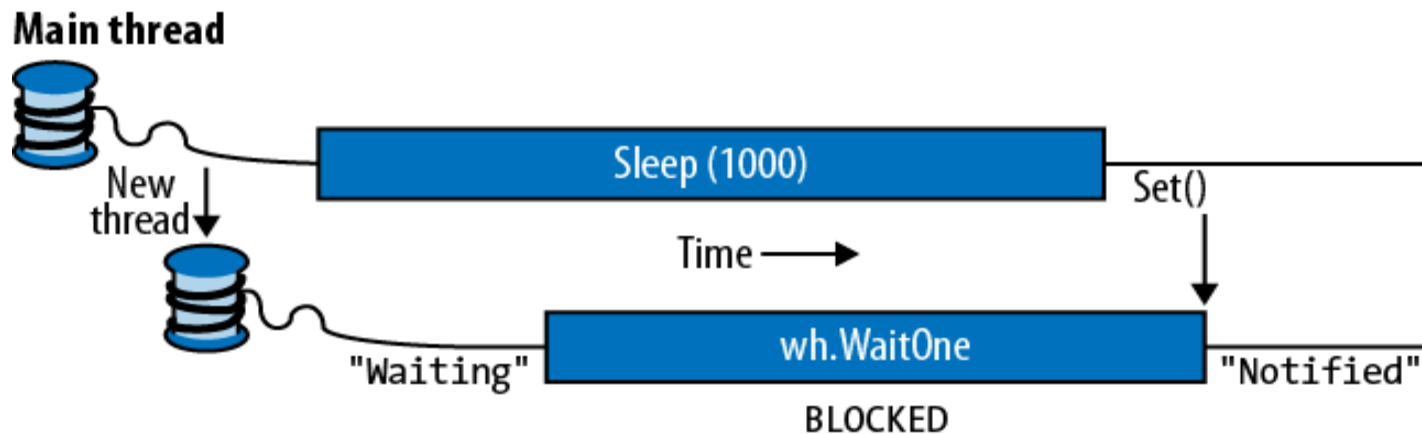 Main thread
Sleep (1000)
New
thread
Set()
Time
wh.WaitOne
"Waiting"
"Notified"
BLOCKED